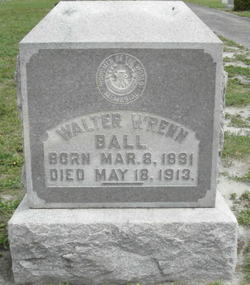 WALTER WRENN
BALL
BORN MAR. 8, 1891
DIED MAY 18, 1913.